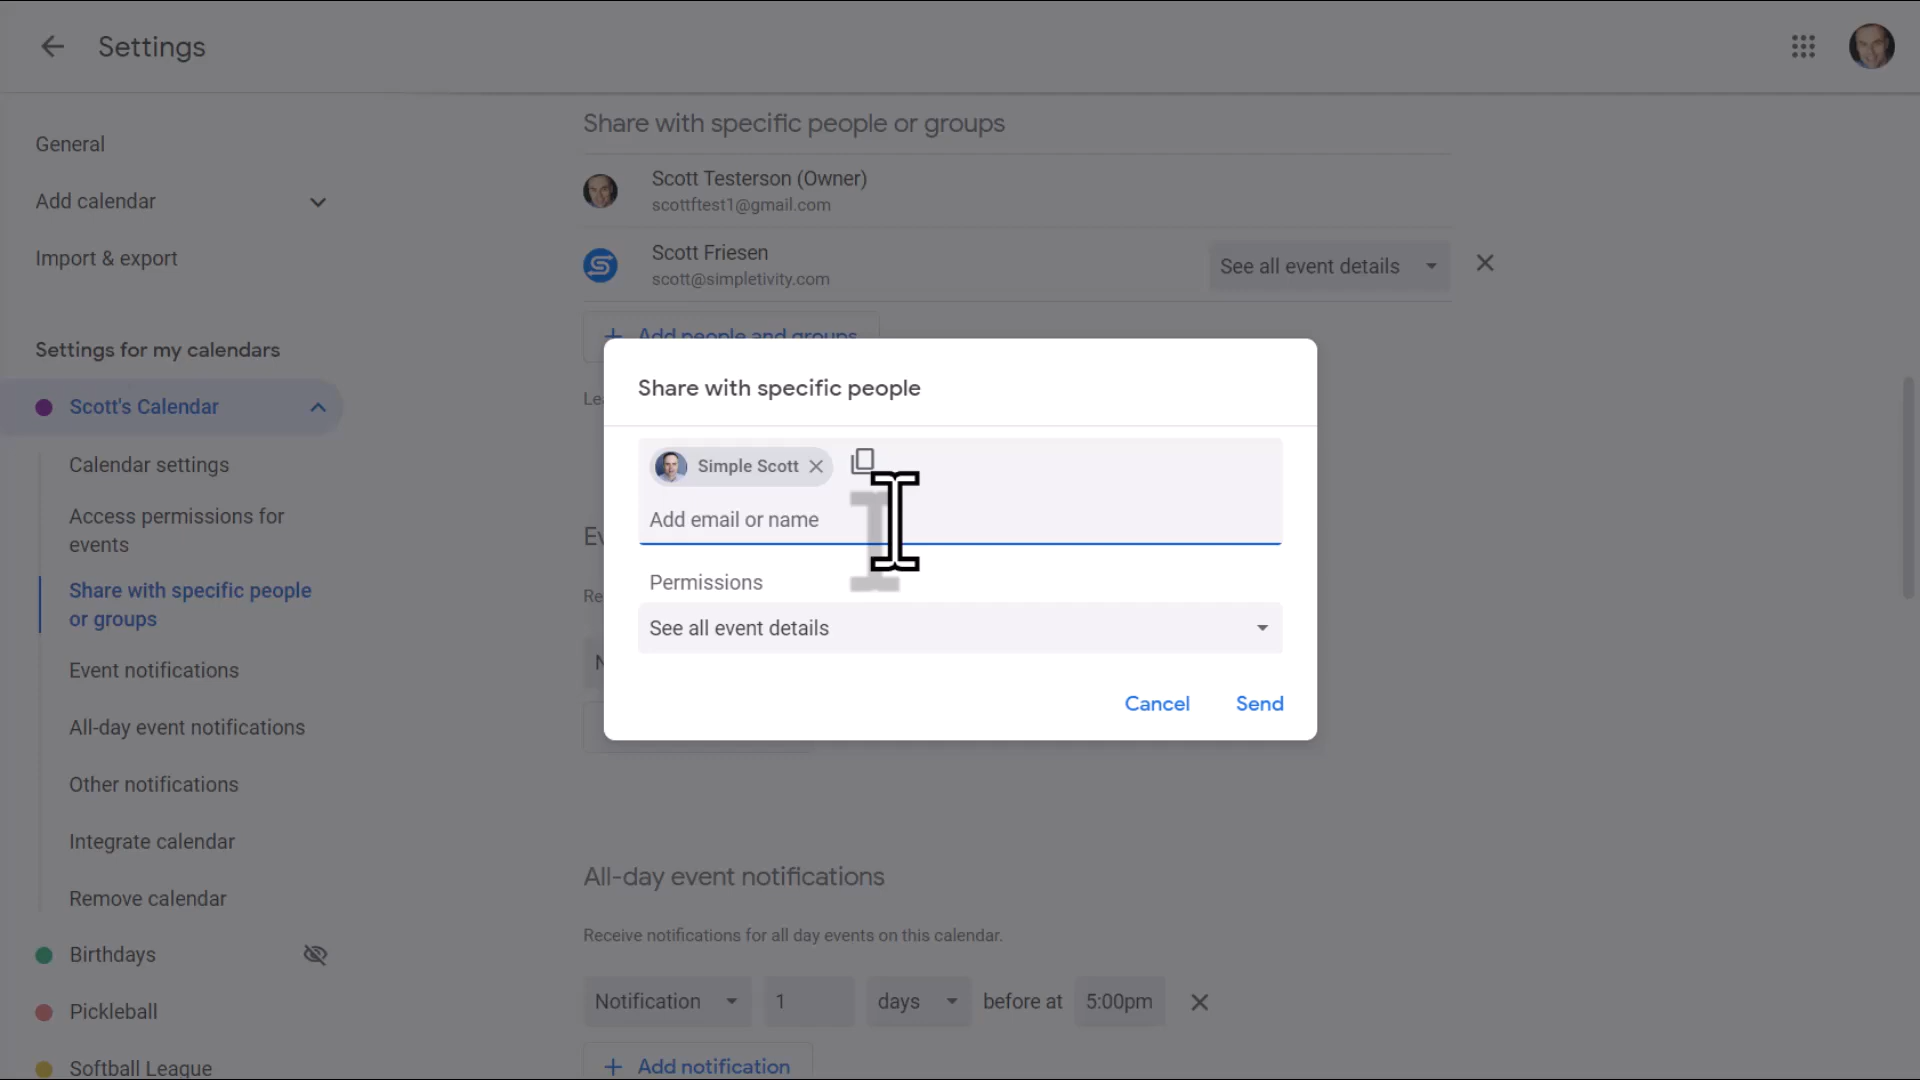 Settings
General
Add calendar
Import & export
Settings for my calendars
Scott's Calendar
Calendar settings
Access permissions for
events
Share with specific people
or groups
Event notifications
All-day event notifications
Other notifications
Integrate calendar
Remove calendar
Birthdays
Pickleball
Softball League
Share with specific people or groups
Scott Testerson (Owner)
scottftest1@gmail.com
Scott Friesen
scott@simpletivity.com
See all event details
Add people and groups
Share with specific people
Simple Scott
Add email or name
Permissions
See all event details
Cancel Send
All-day event notifications
Receive notifications for all day events on this calendar.
Notification 1 days before at 5:00pm
Add notification